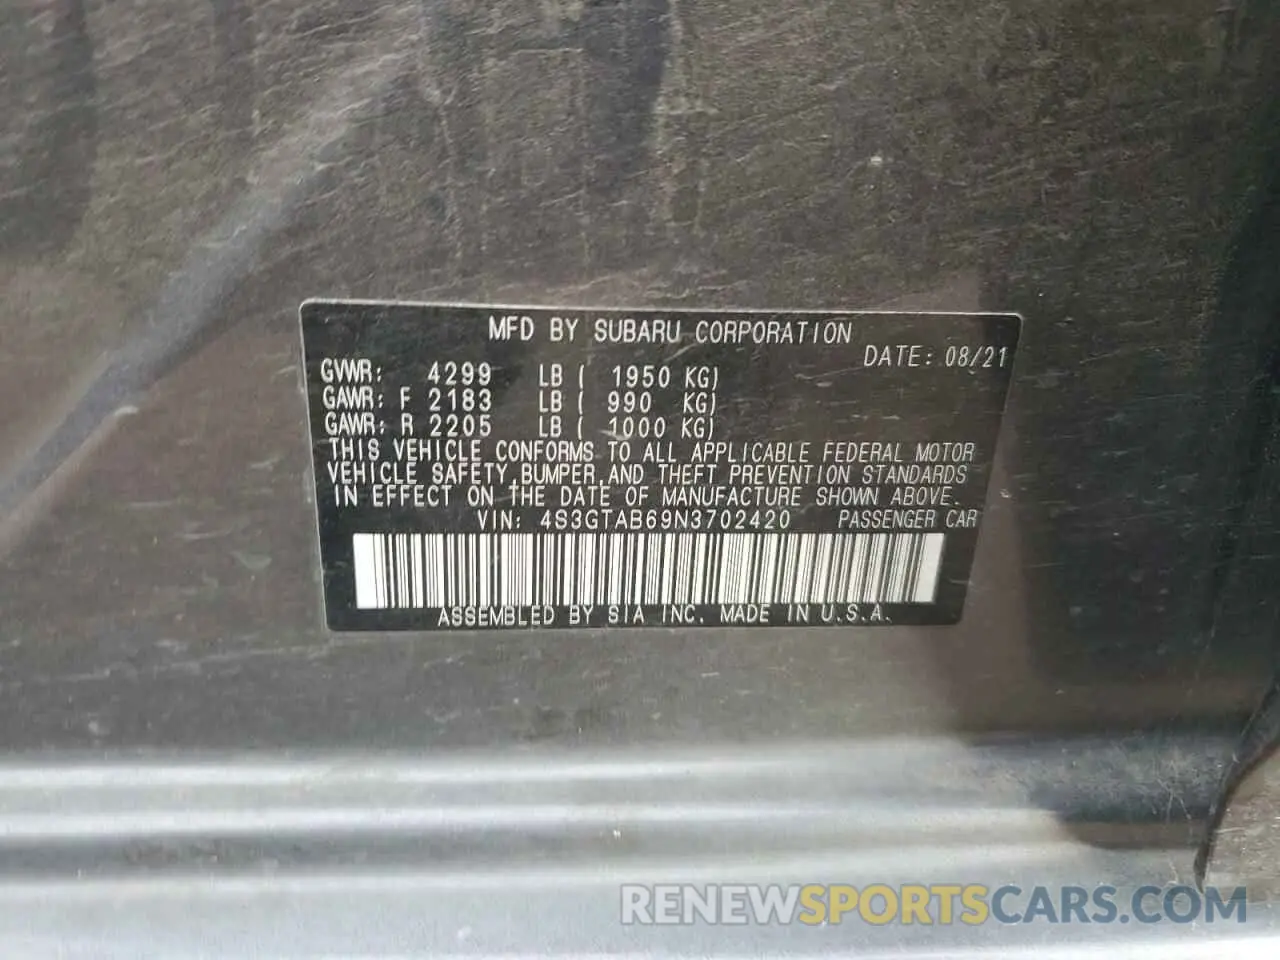 MFD BY SUBARU CORPORATION
DATE: 08/21
GVWR: 4299 LB ( 1950 KG)
GAWR: F 2183 LB ( 990 KG)
GAWR: R 2205 LB ( 1000 KG)
THIS VEHICLE CONFORMS TO ALL APPLICABLE FEDERAL MOTOR
VEHICLE SAFETY,BUMPER,AND THEFT PREVENTION STANDARDS
IN EFFECT ON THE DATE OF MANUFACTURE SHOWN ABOVE.
VIN: 4S3GTAB69N3702420 PASSENGER CAR
ASSEMBLED BY SIA INC. MADE IN U.S.A.
RENEWSPORTSCARS.COM